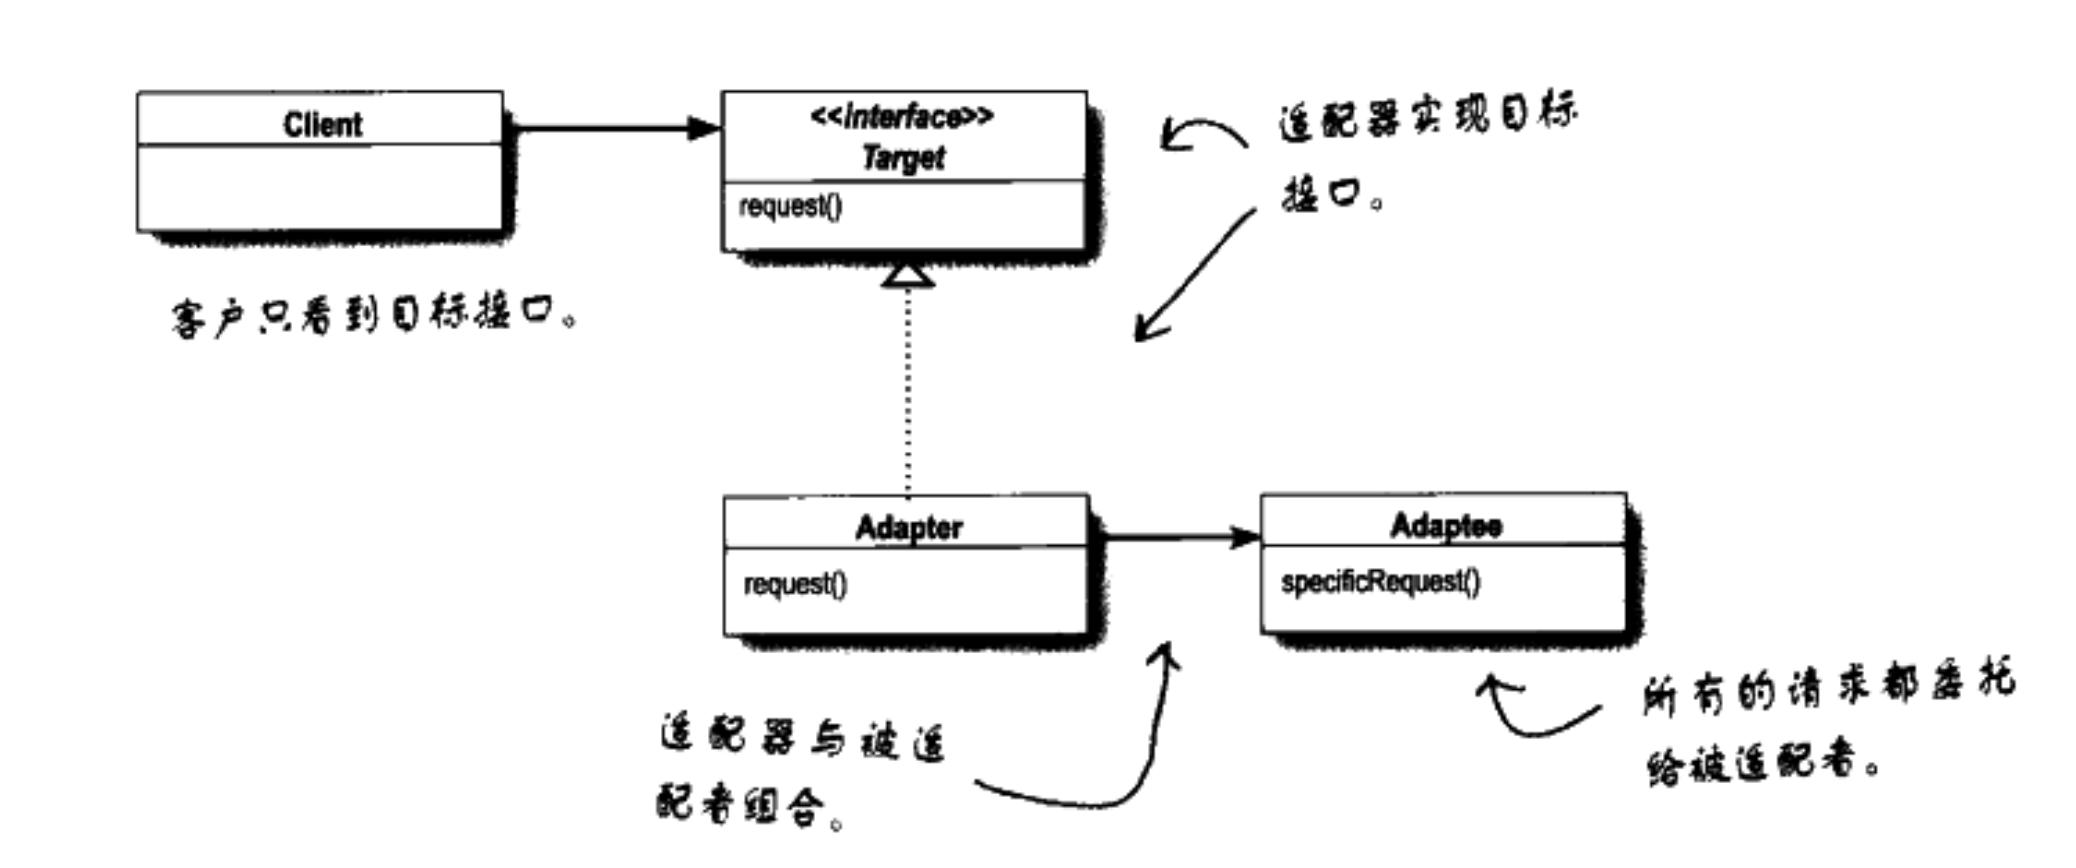 Client
<<interface>>
Target
request()
适配器实现目标
接口。
客户只看到目标接口。
Adapter
request()
Adaptee
specificRequest()
适配器与被适
配者组合。
所有的请求都委托
给被适配者。